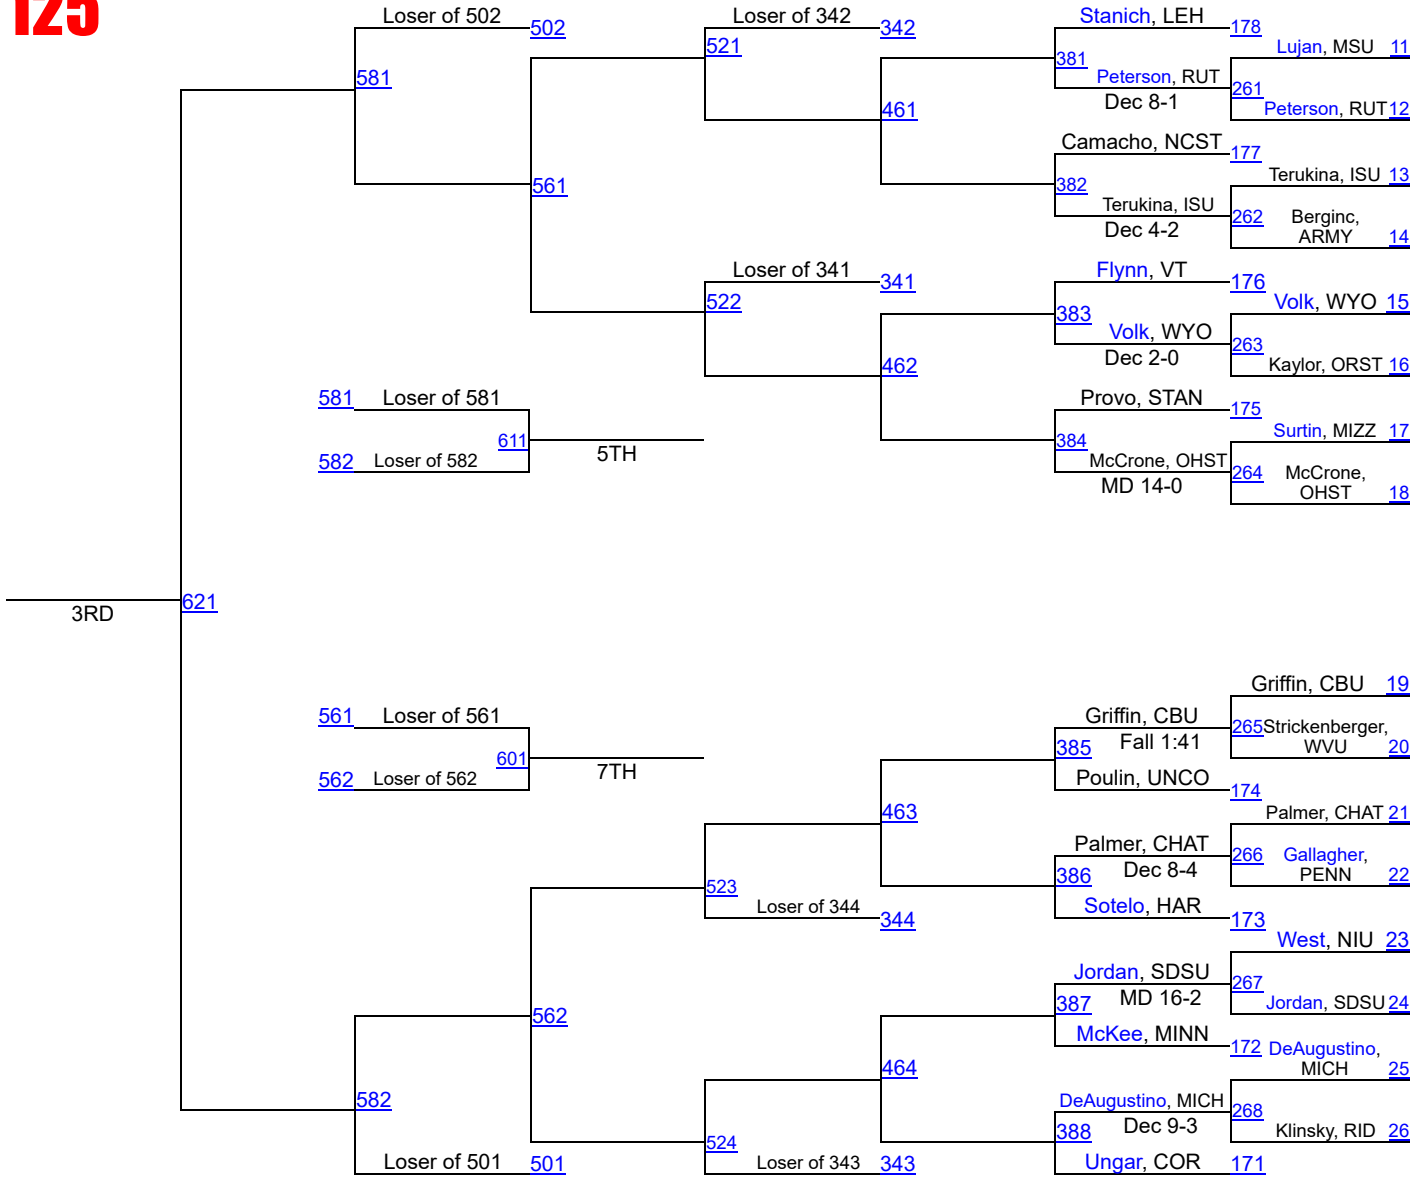 125
Loser of 502 502
Loser of 342 342
Stanich, LEH 178
521
Lujan, MSU 11
381
581
Peterson, RUT
261
Dec 8-1
461
Peterson, RUT 12
Camacho, NCST 177
Terukina, ISU 13
561
382
Terukina, ISU
262 Berginc,
Dec 4-2
ARMY 14
Loser of 341 341
Flynn, VT 176
522
Volk, WYO 15
383
Volk, WYO
263
Dec 2-0
462
Kaylor, ORST 16
581 Loser of 581
Provo, STAN 175
611
384
Surtin, MIZZ 17
5TH
582 Loser of 582
McCrone, OHST
264 McCrone,
MD 14-0
OHST 18
621
3RD
Griffin, CBU 19
561 Loser of 561
Griffin, CBU
265 Strickenberger,
385 Fall 1:41
WVU 20
601
7TH
562 Loser of 562
Poulin, UNCO 174
463
Palmer, CHAT 21
Palmer, CHAT
266 Gallagher,
386 Dec 8-4
PENN 22
523
Loser of 344 344
Sotelo, HAR 173
West, NIU 23
Jordan, SDSU
267
387 MD 16-2
Jordan, SDSU 24
562
McKee, MINN 172
DeAugustino,
464
MICH 25
582
DeAugustino, MICH
268
388 Dec 9-3
Klinsky, RID 26
524
Loser of 501 501
Loser of 343 343
Ungar, COR 171